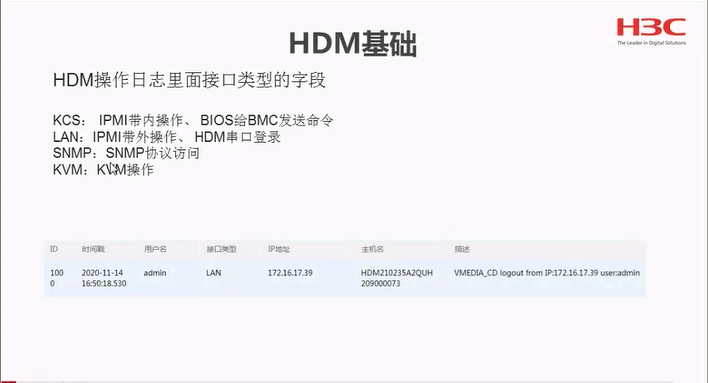 H3C
The Leader in Digital Solutions
HDM基础
HDM操作日志里面接口类型的字段
KCS： IPMI带内操作、 BIOS给BMC发送命令
LAN：IPMI带外操作、 HDM串口登录
SNMP：SNMP协议访问
KVM：KVM操作
ID 时间戳 用户名 接口类型 IP地址 主机名 描述
100 2020-11-14 admin LAN 172.16.17.39 HDM210235A2QUH VMEDIA_CD logout from IP:172.16.17.39 user:admin
0 16:50:18.530 209000073